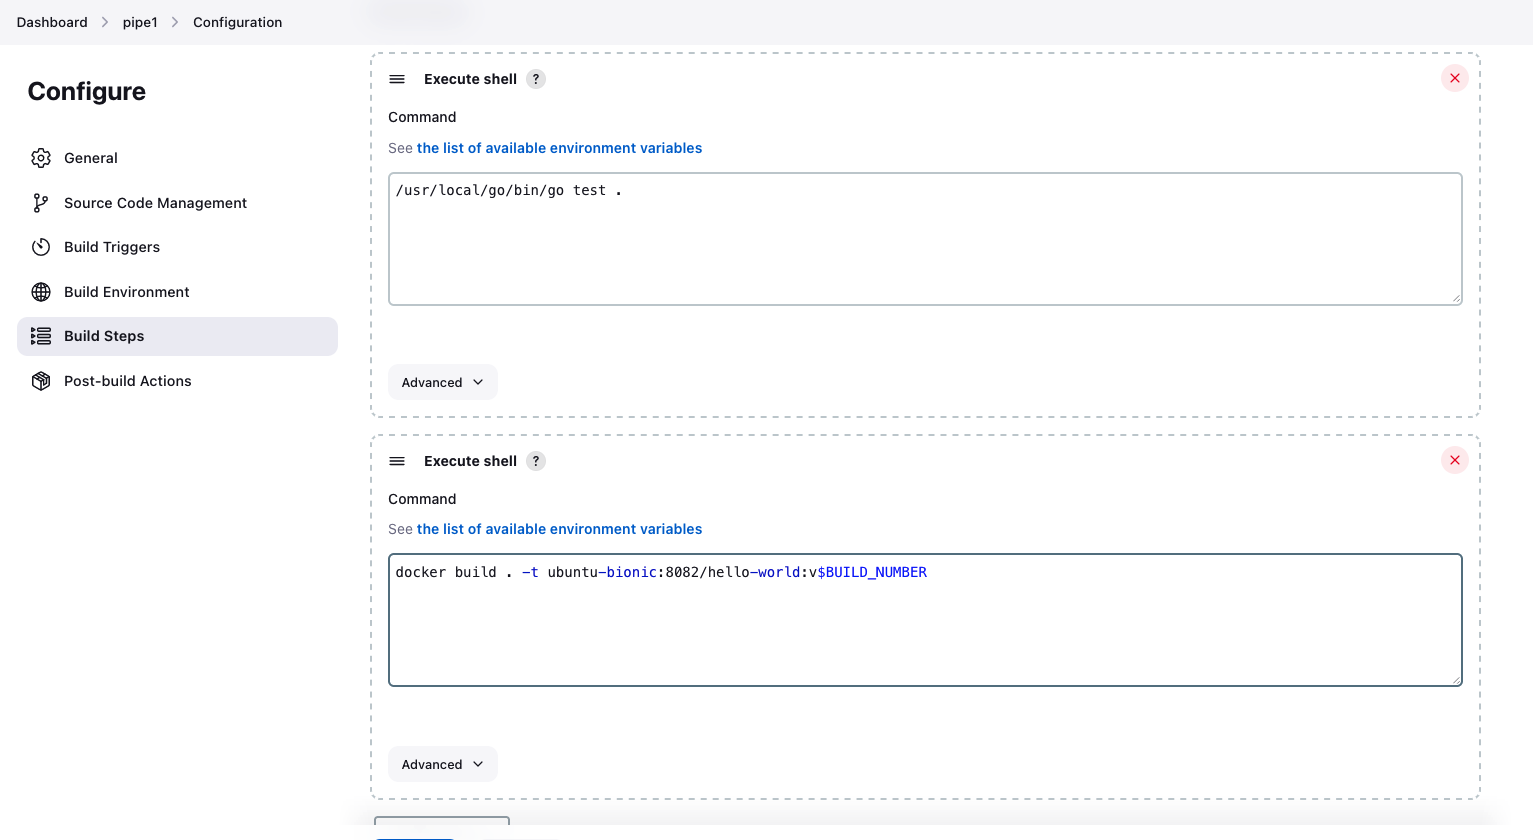 Dashboard > pipe1 > Configuration
Configure
General
Source Code Management
Build Triggers
Build Environment
Build Steps
Post-build Actions
Execute shell ?
Command
See the list of available environment variables
/usr/local/go/bin/go test .
Advanced
Execute shell ?
Command
See the list of available environment variables
docker build . -t ubuntu-bionic:8082/hello-world:v$BUILD_NUMBER
Advanced